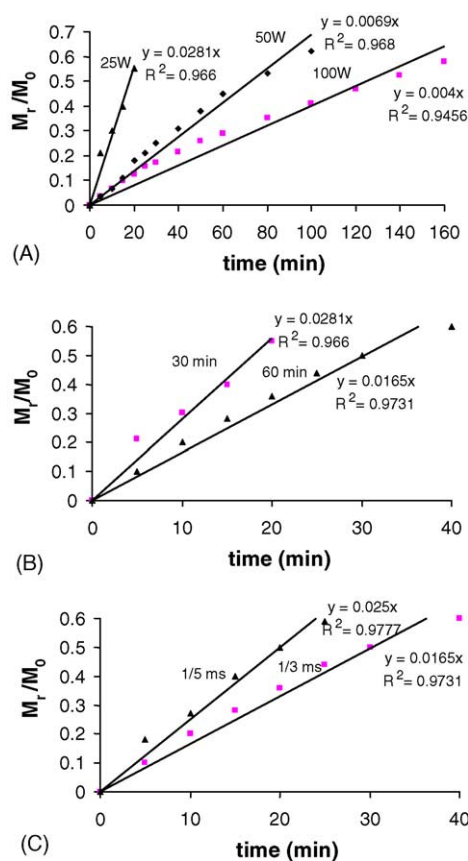 0.7
0.6
0.5
0.4
0.3
0.2
0.1
0
Mr/M0
25W
y = 0.0281x
R2 = 0.966
50W
y = 0.0069x
R2 = 0.968
100W
y = 0.004x
R2 = 0.9456
0 20 40 60 80 100 120 140 160
time (min)
(A)
0.6
0.5
0.4
0.3
0.2
0.1
0
Mr/M0
30 min
y = 0.0281x
R2 = 0.966
60 min
y = 0.0165x
R2 = 0.9731
0 10 20 30 40
time (min)
(B)
0.6
0.5
0.4
0.3
0.2
0.1
0
Mr/M0
1/5 ms
y = 0.025x
R2 = 0.9777
1/3 ms
y = 0.0165x
R2 = 0.9731
0 10 20 30 40
time (min)
(C)